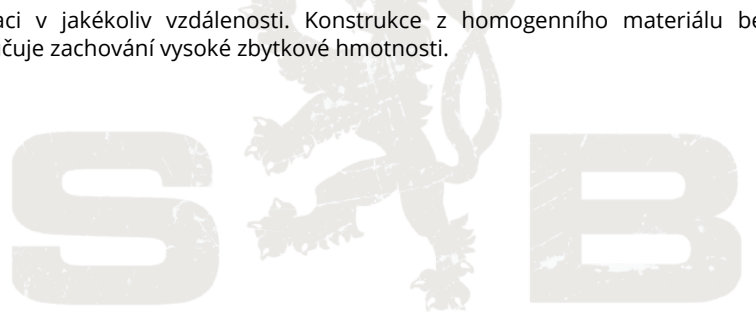 aci v jakékoliv vzdálenosti. Konstrukce z homogenního materiálu be
čuje zachování vysoké zbytkové hmotnosti.
S B